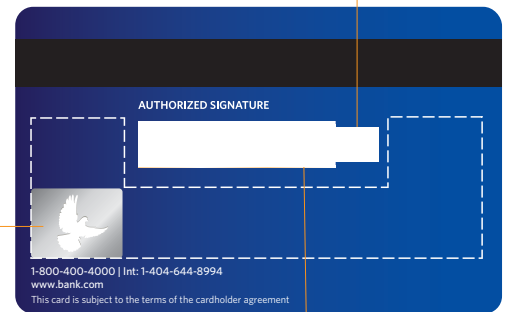 AUTHORIZED SIGNATURE
1-800-400-4000 | Int: 1-404-644-8994
www.bank.com
This card is subject to the terms of the cardholder agreement